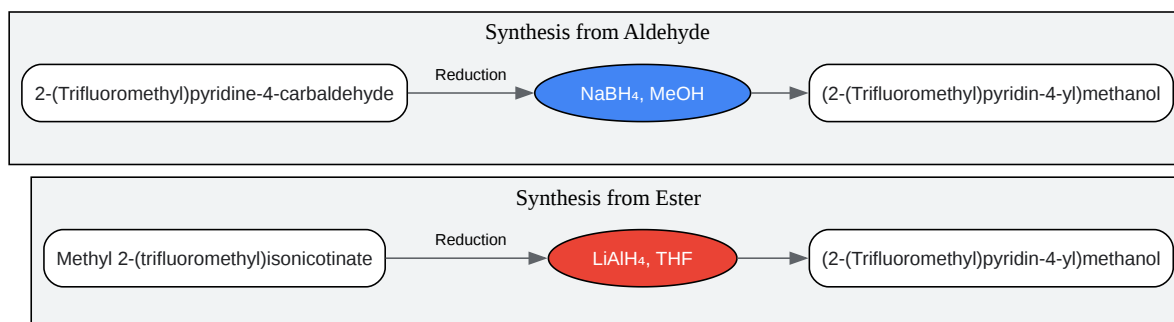 Synthesis from Aldehyde
2-(Trifluoromethyl)pyridine-4-carbaldehyde
Reduction
NaBH₄, MeOH
(2-(Trifluoromethyl)pyridin-4-yl)methanol
Synthesis from Ester
Methyl 2-(trifluoromethyl)isonicotinate
Reduction
LiAlH₄, THF
(2-(Trifluoromethyl)pyridin-4-yl)methanol